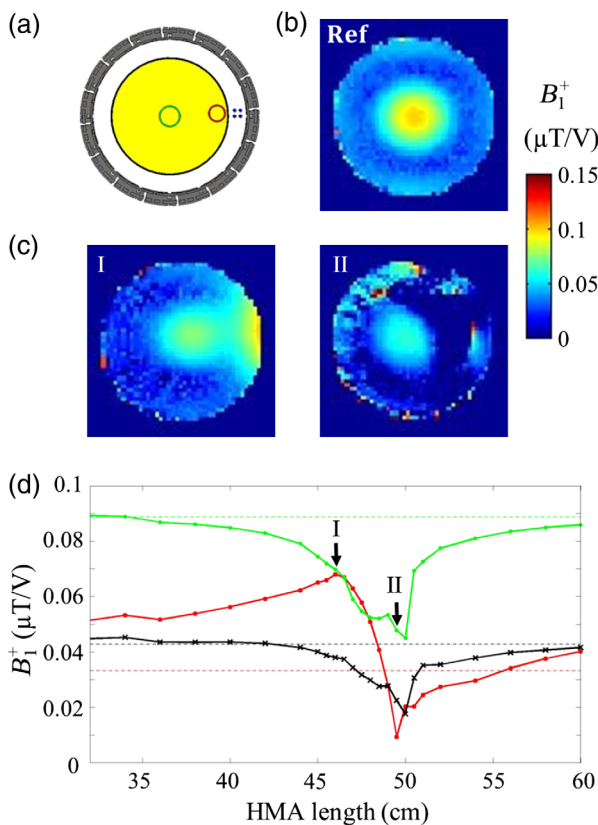 (a)
(b)
Ref
B₁⁺
(μT/V)
0.15
0.1
0.05
0
(c)
I
II
(d)
0.1
0.08
0.06
0.04
0.02
0
B₁⁺ (μT/V)
I
II
35
40
45
50
55
60
HMA length (cm)